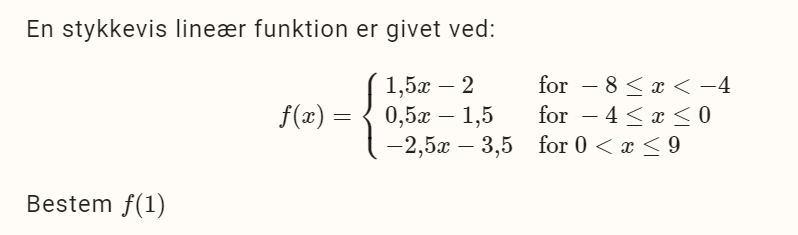 En stykkevis lineær funktion er givet ved:
f(x) = { 1,5x − 2 for − 8 ≤ x < −4
0,5x − 1,5 for − 4 ≤ x ≤ 0
−2,5x − 3,5 for 0 < x ≤ 9
Bestem f(1)